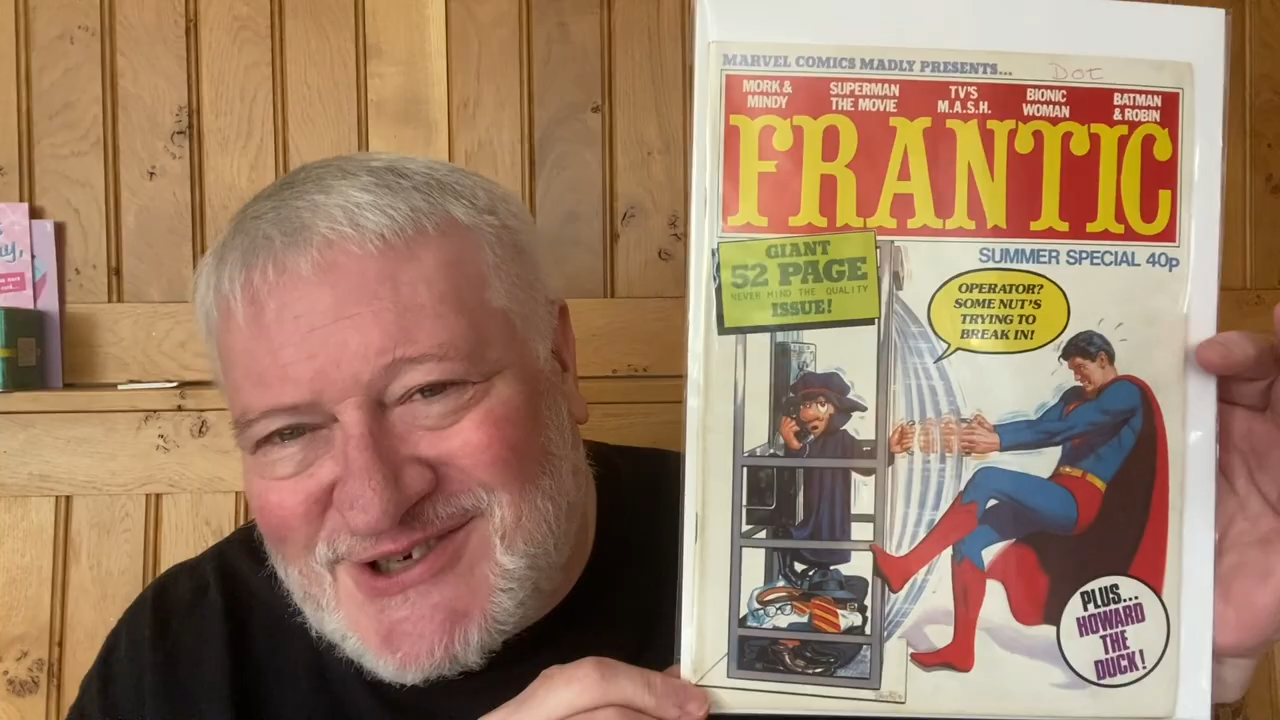 MARVEL COMICS MADLY PRESENTS...
DOE
MORK &
MINDY
SUPERMAN
THE MOVIE
TV'S
M.A.S.H.
BIONIC
WOMAN
BATMAN
& ROBIN
FRANTIC
SUMMER SPECIAL 40p
GIANT
52 PAGE
NEVER MIND THE QUALITY
ISSUE!
OPERATOR?
SOME NUT'S
TRYING TO
BREAK IN!
PLUS...
HOWARD
THE
DUCK!